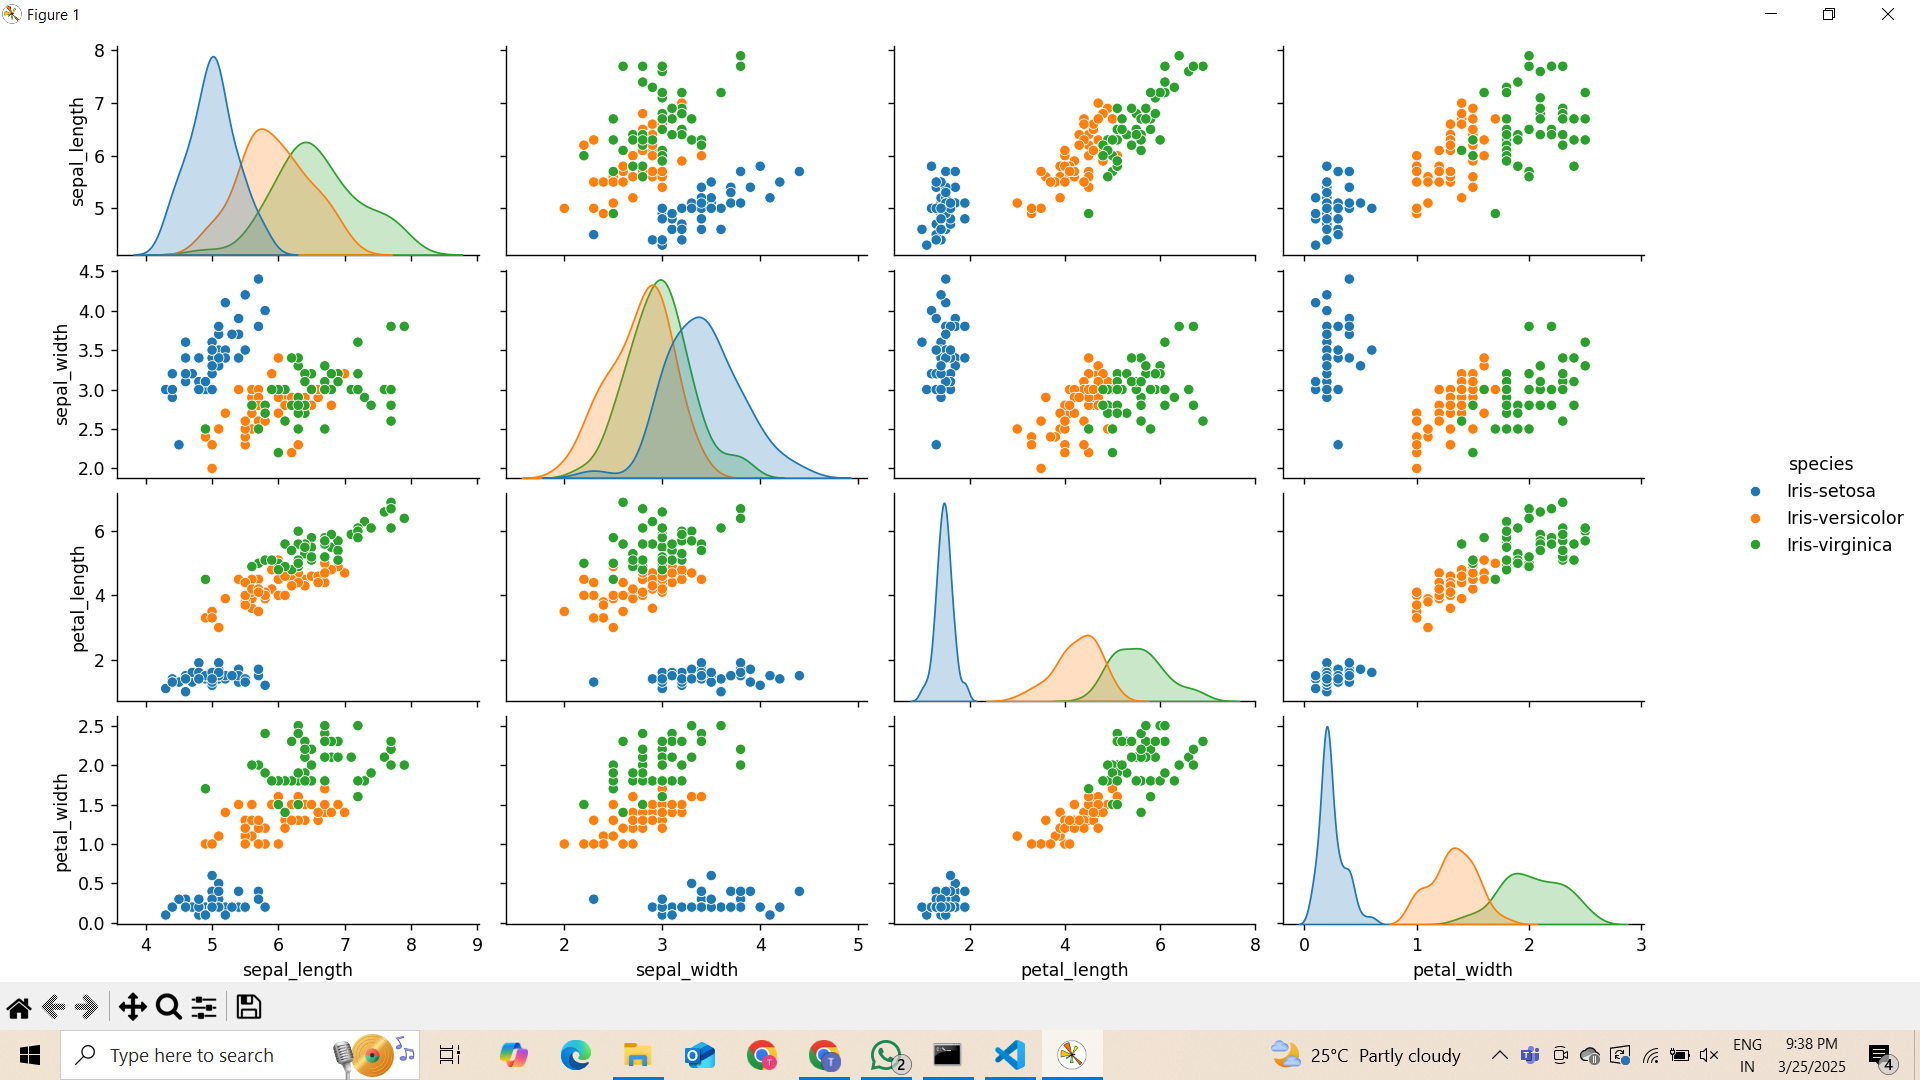 Figure 1
8
7
6
5
sepal_length
4.5
4.0
3.5
3.0
2.5
2.0
sepal_width
species
Iris-setosa
Iris-versicolor
Iris-virginica
6
4
2
petal_length
2.5
2.0
1.5
1.0
0.5
0.0
petal_width
4 5 6 7 8 9
2 3 4 5
2 4 6 8
0 1 2 3
sepal_length
sepal_width
petal_length
petal_width
Type here to search
T
T
2
25°C Partly cloudy
ENG
IN
9:38 PM
3/25/2025
4